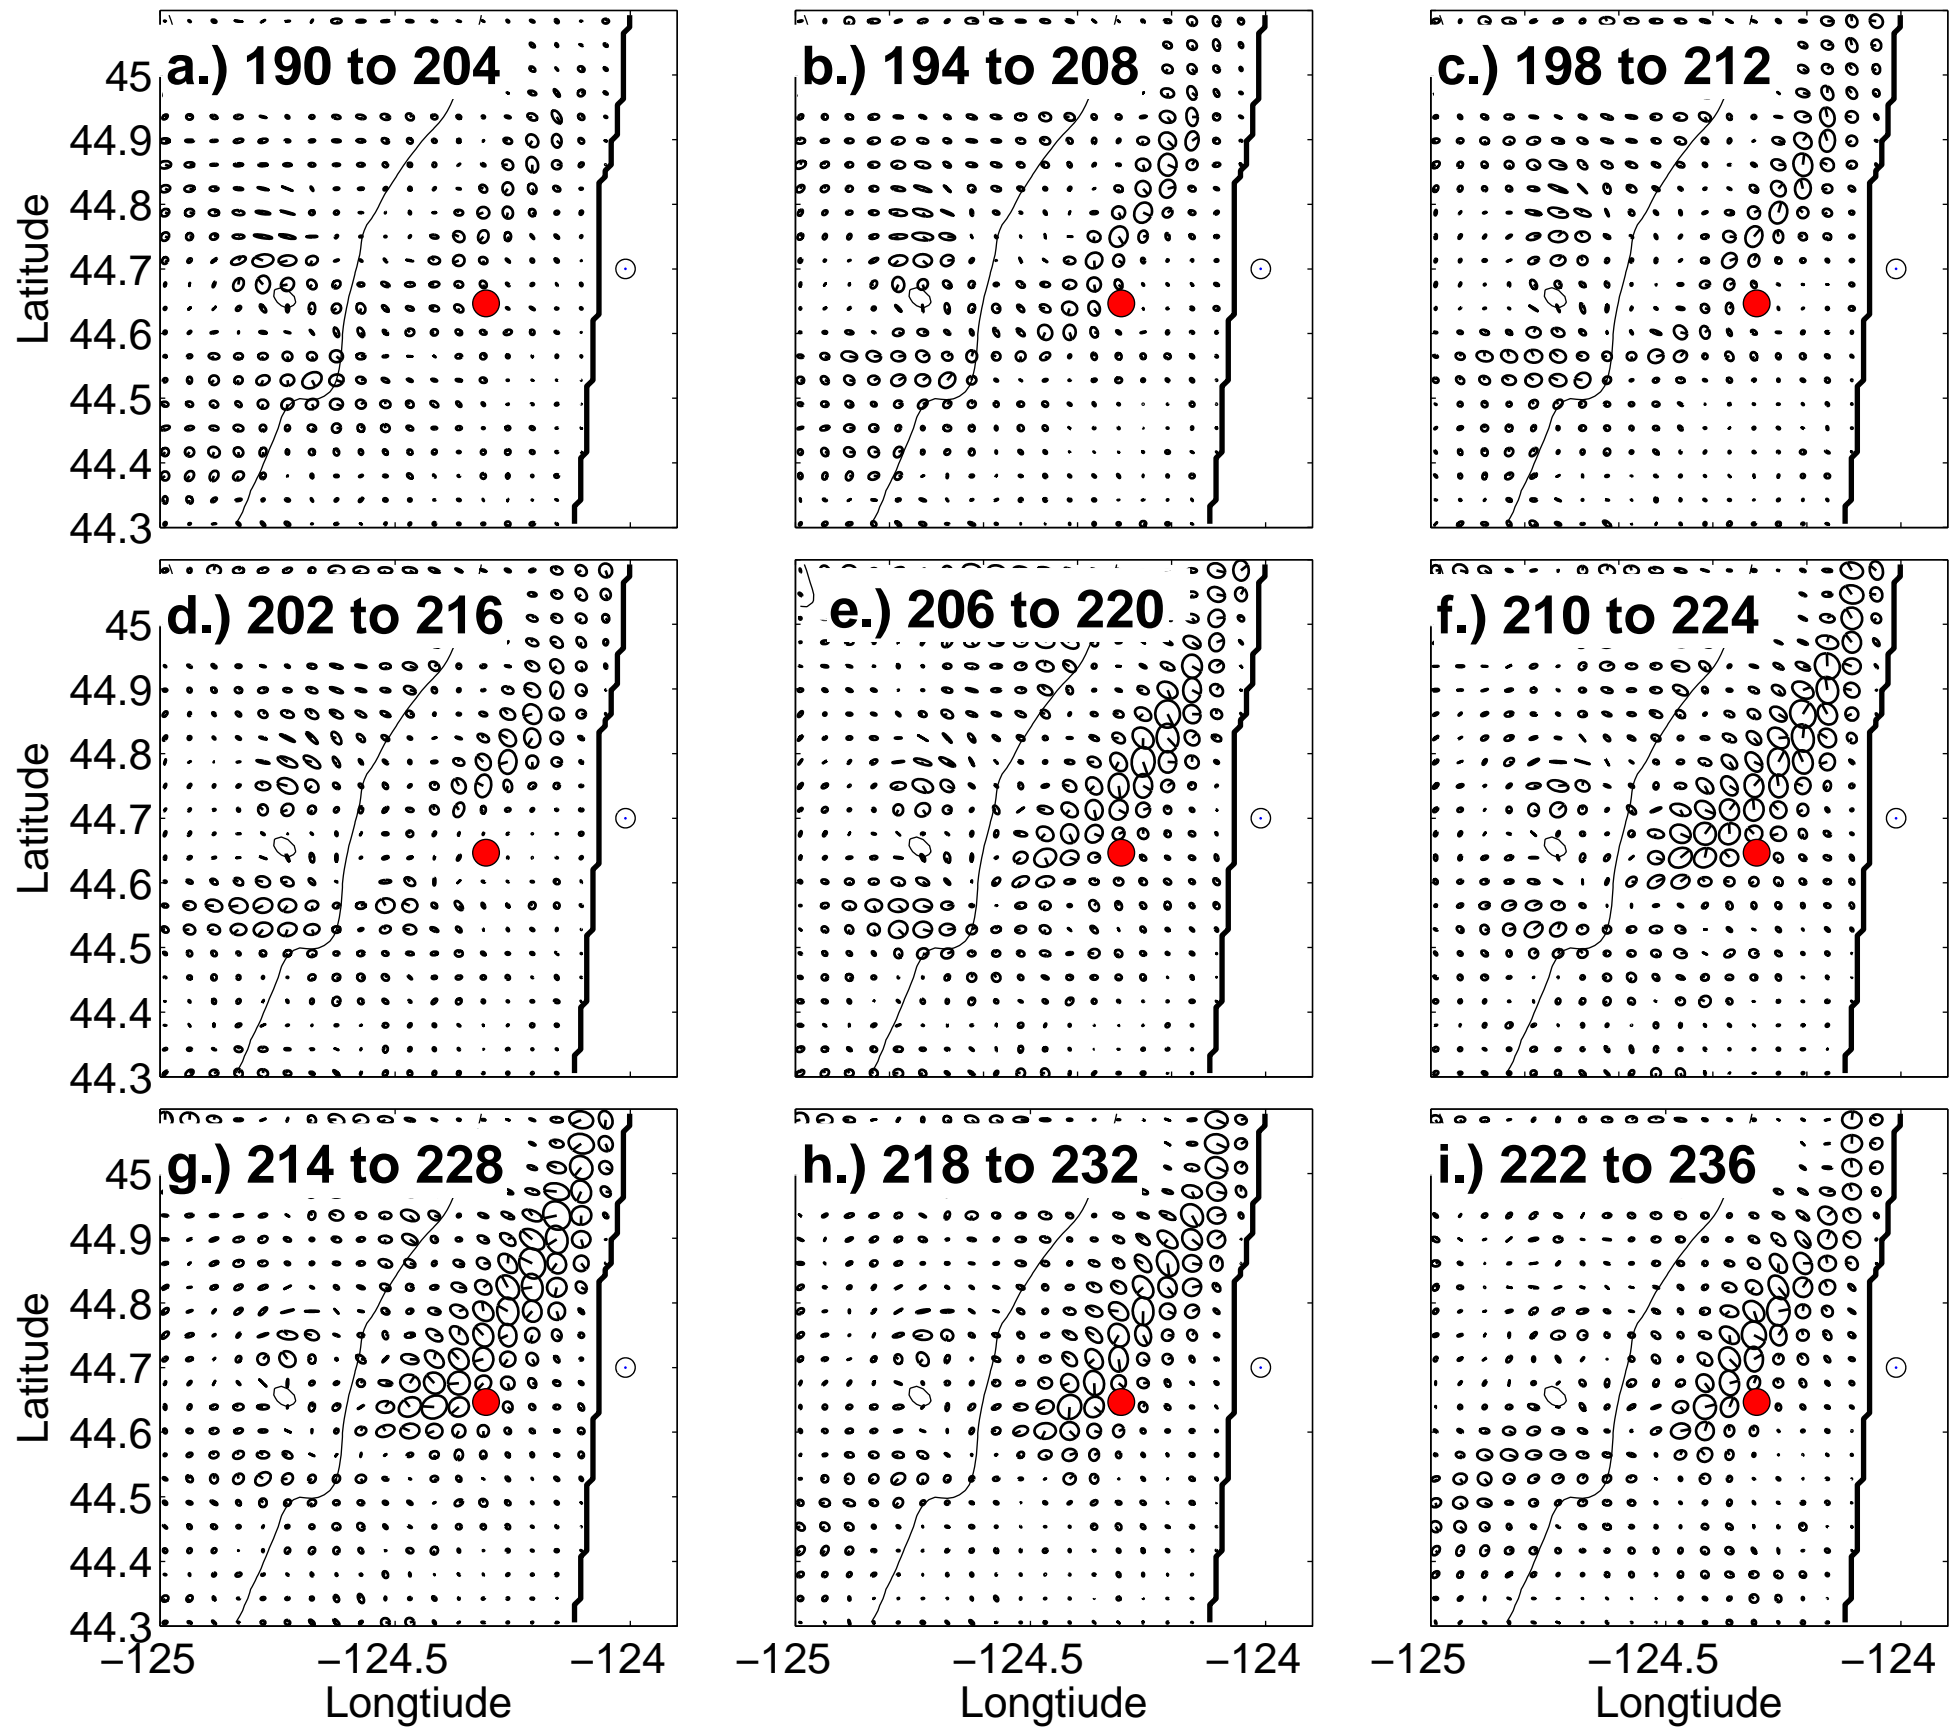 a.) 190 to 204
b.) 194 to 208
c.) 198 to 212
Latitude
45
44.9
44.8
44.7
44.6
44.5
44.4
44.3
d.) 202 to 216
e.) 206 to 220
f.) 210 to 224
Latitude
45
44.9
44.8
44.7
44.6
44.5
44.4
44.3
g.) 214 to 228
h.) 218 to 232
i.) 222 to 236
Latitude
45
44.9
44.8
44.7
44.6
44.5
44.4
44.3
−125 −124.5 −124
−125 −124.5 −124
−125 −124.5 −124
Longtiude
Longtiude
Longtiude